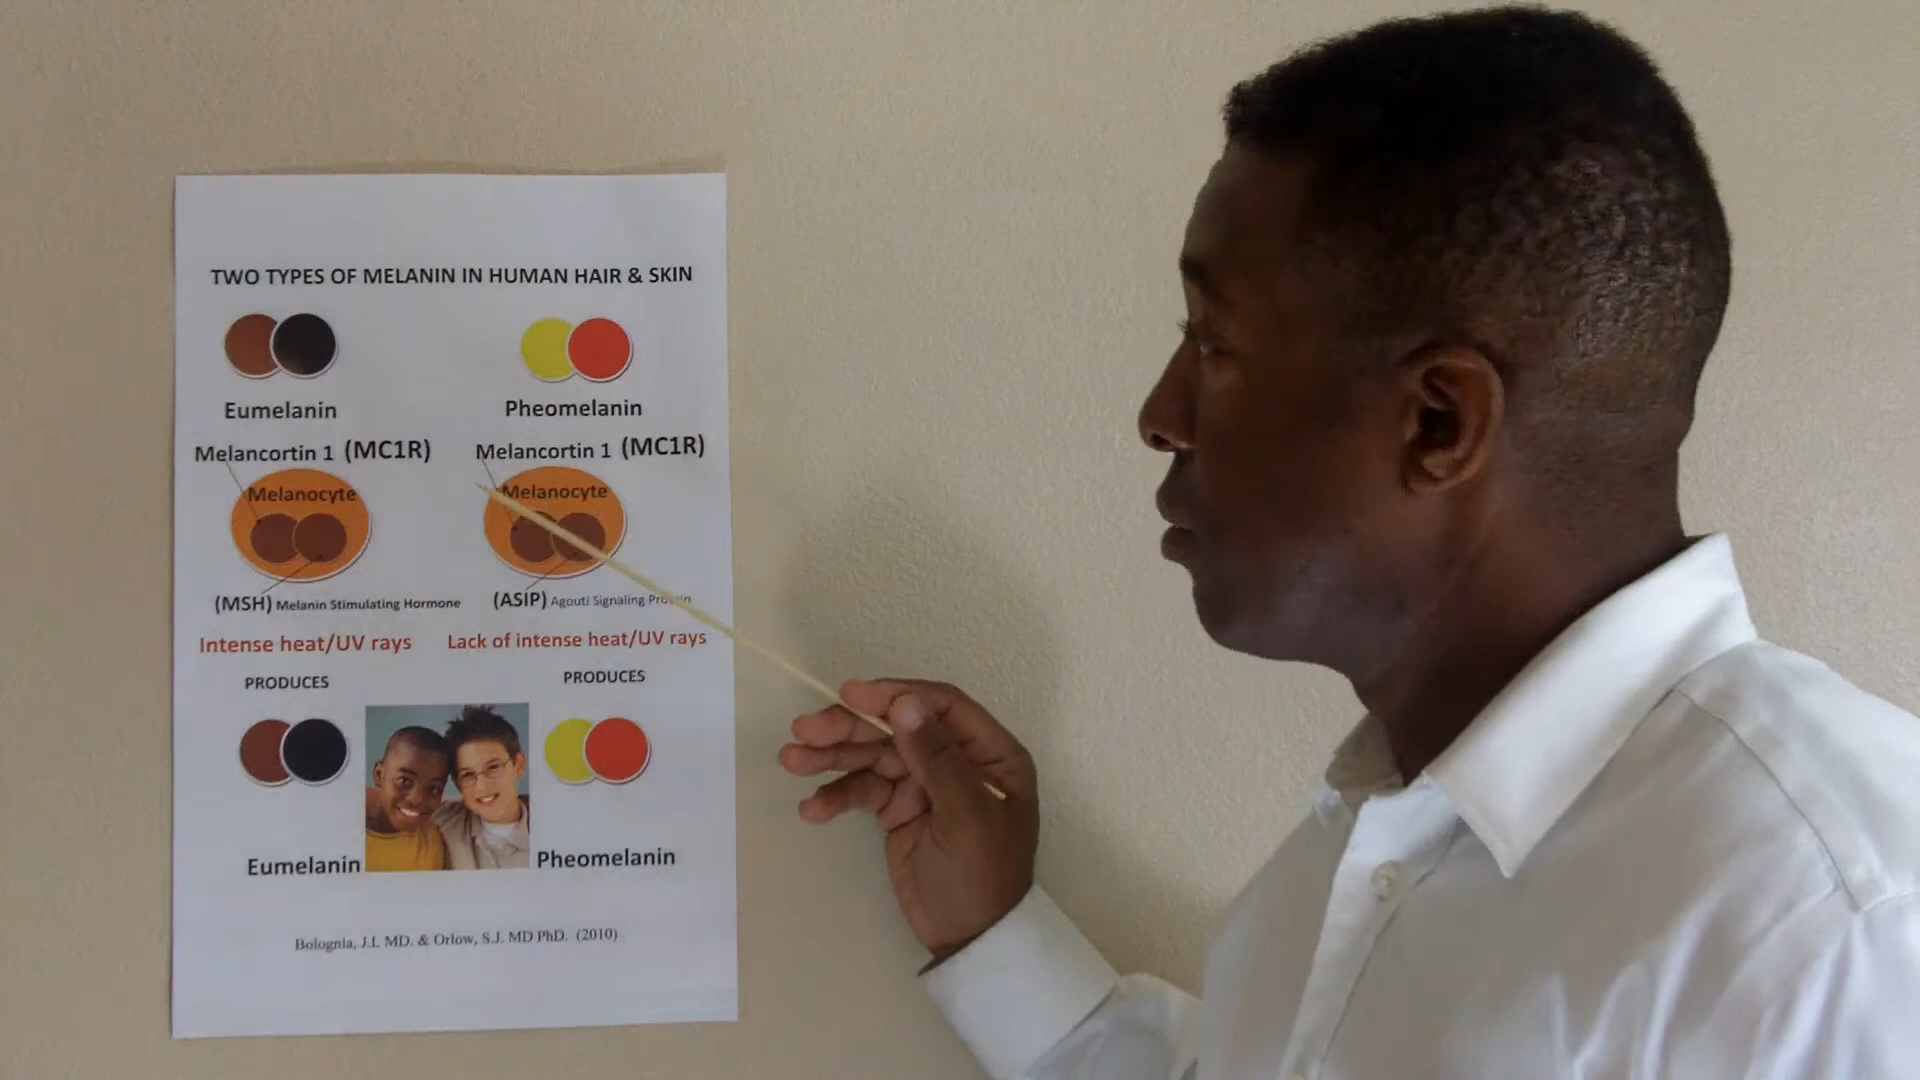 TWO TYPES OF MELANIN IN HUMAN HAIR & SKIN
Eumelanin
Pheomelanin
Melancortin 1 (MC1R)
Melancortin 1 (MC1R)
Melanocyte
Melanocyte
(MSH) Melanin Stimulating Hormone
(ASIP) Agouti Signaling Protein
Intense heat/UV rays
Lack of intense heat/UV rays
PRODUCES
PRODUCES
Eumelanin
Pheomelanin
Bolognia, J.L MD. & Orlow, S.J. MD PhD. (2010)